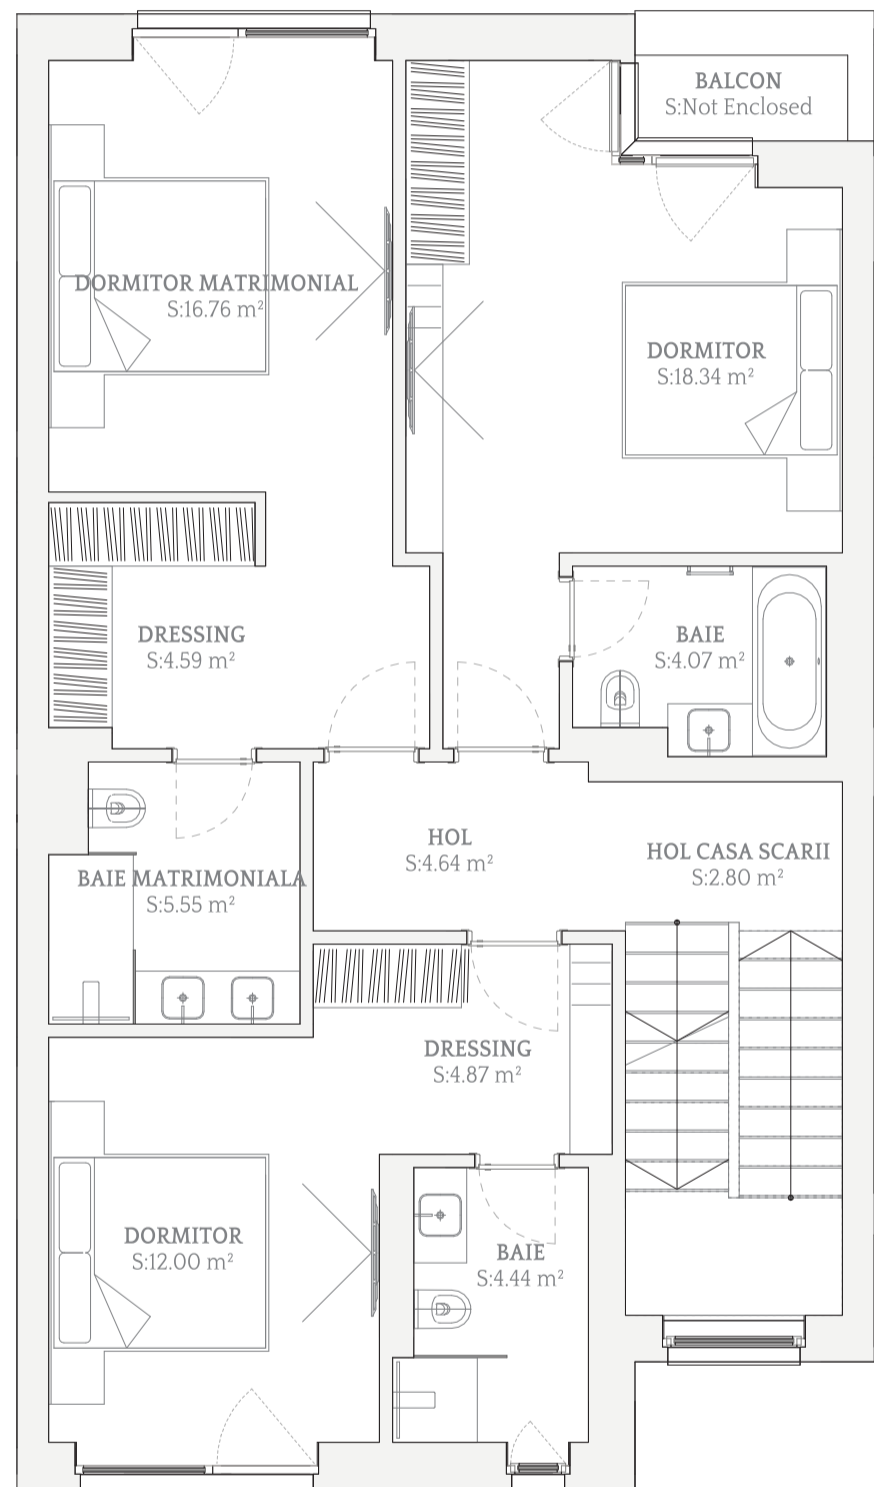 BALCON
S:Not Enclosed
DORMITOR MATRIMONIAL
S:16.76 m²
DORMITOR
S:18.34 m²
DRESSING
S:4.59 m²
BAIE
S:4.07 m²
HOL
S:4.64 m²
HOL CASA SCARII
S:2.80 m²
BAIE MATRIMONIALA
S:5.55 m²
DRESSING
S:4.87 m²
DORMITOR
S:12.00 m²
BAIE
S:4.44 m²